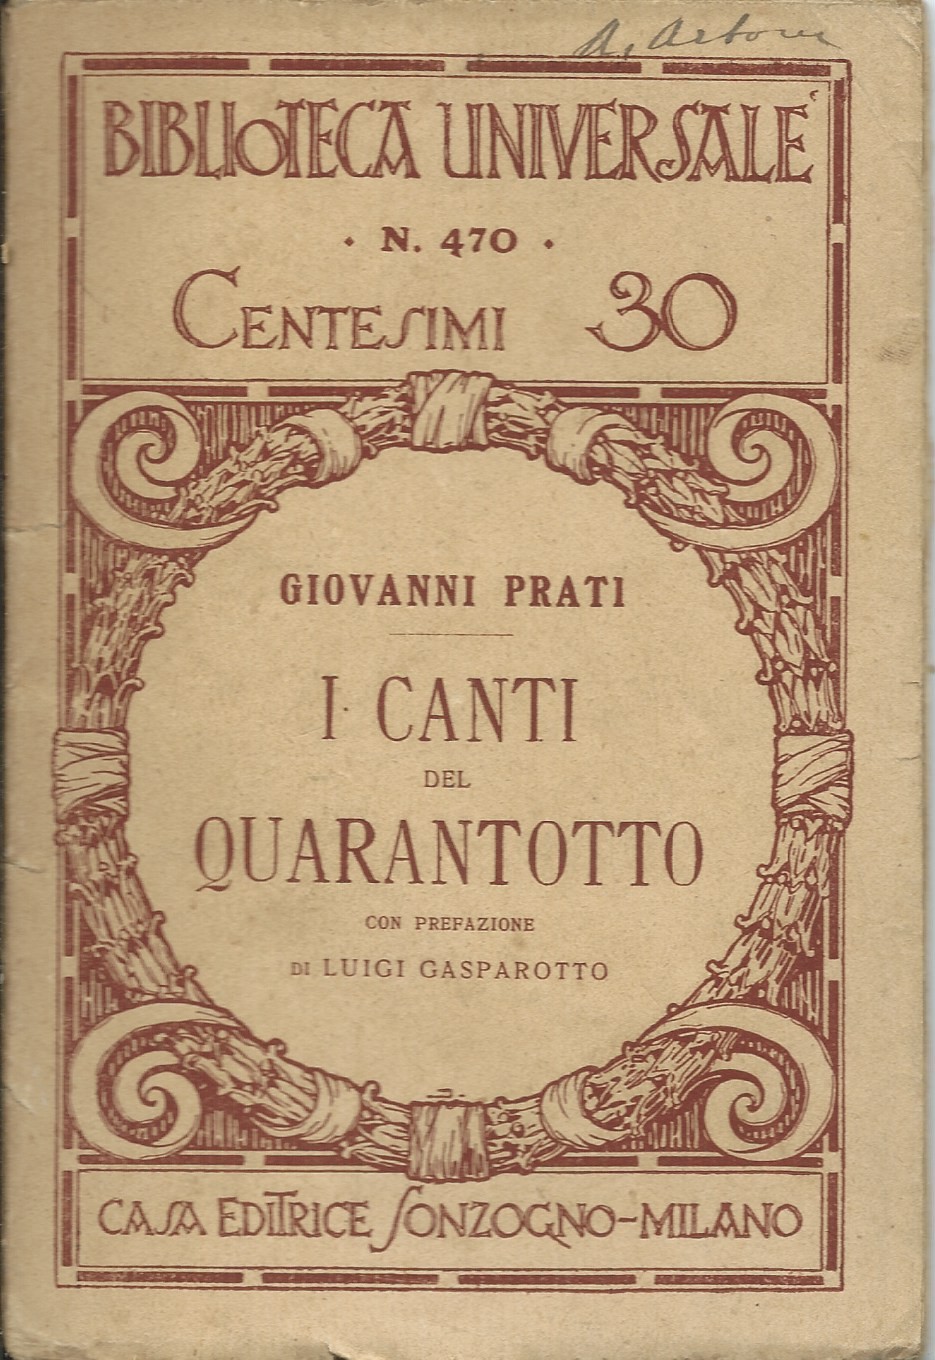 A. Artoni
BIBLIOTECA UNIVERSALE
· N. 470 ·
CENTESIMI 30
GIOVANNI PRATI
I CANTI
DEL
QUARANTOTTO
CON PREFAZIONE
DI LUIGI GASPAROTTO
CASA EDITRICE SONZOGNO-MILANO